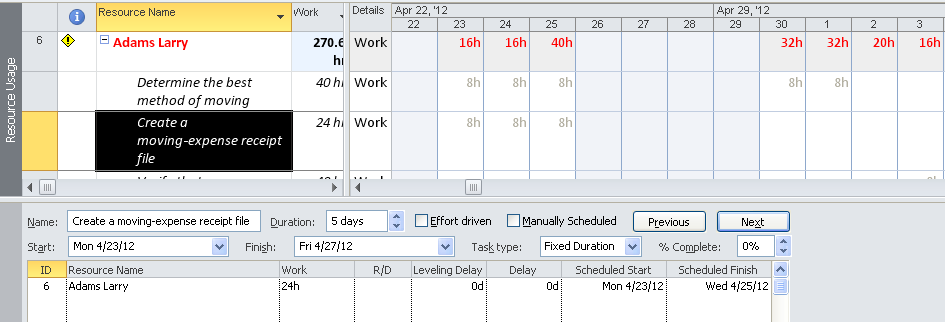 Resource Name Work Details Apr 22, '12 Apr 29, '12
22 23 24 25 26 27 28 29 30 1 2 3
Resource Usage
6 Adams Larry 270.6 Work 16h 16h 40h 32h 32h 20h 16h
hr
Determine the best 40 hr Work 8h 8h 8h 8h 8h
method of moving
Create a 24 hr Work 8h 8h 8h
moving-expense receipt
file
Name: Create a moving-expense receipt file Duration: 5 days Effort driven Manually Scheduled Previous Next
Start: Mon 4/23/12 Finish: Fri 4/27/12 Task type: Fixed Duration % Complete: 0%
ID Resource Name Work R/D Leveling Delay Delay Scheduled Start Scheduled Finish
6 Adams Larry 24h 0d 0d Mon 4/23/12 Wed 4/25/12